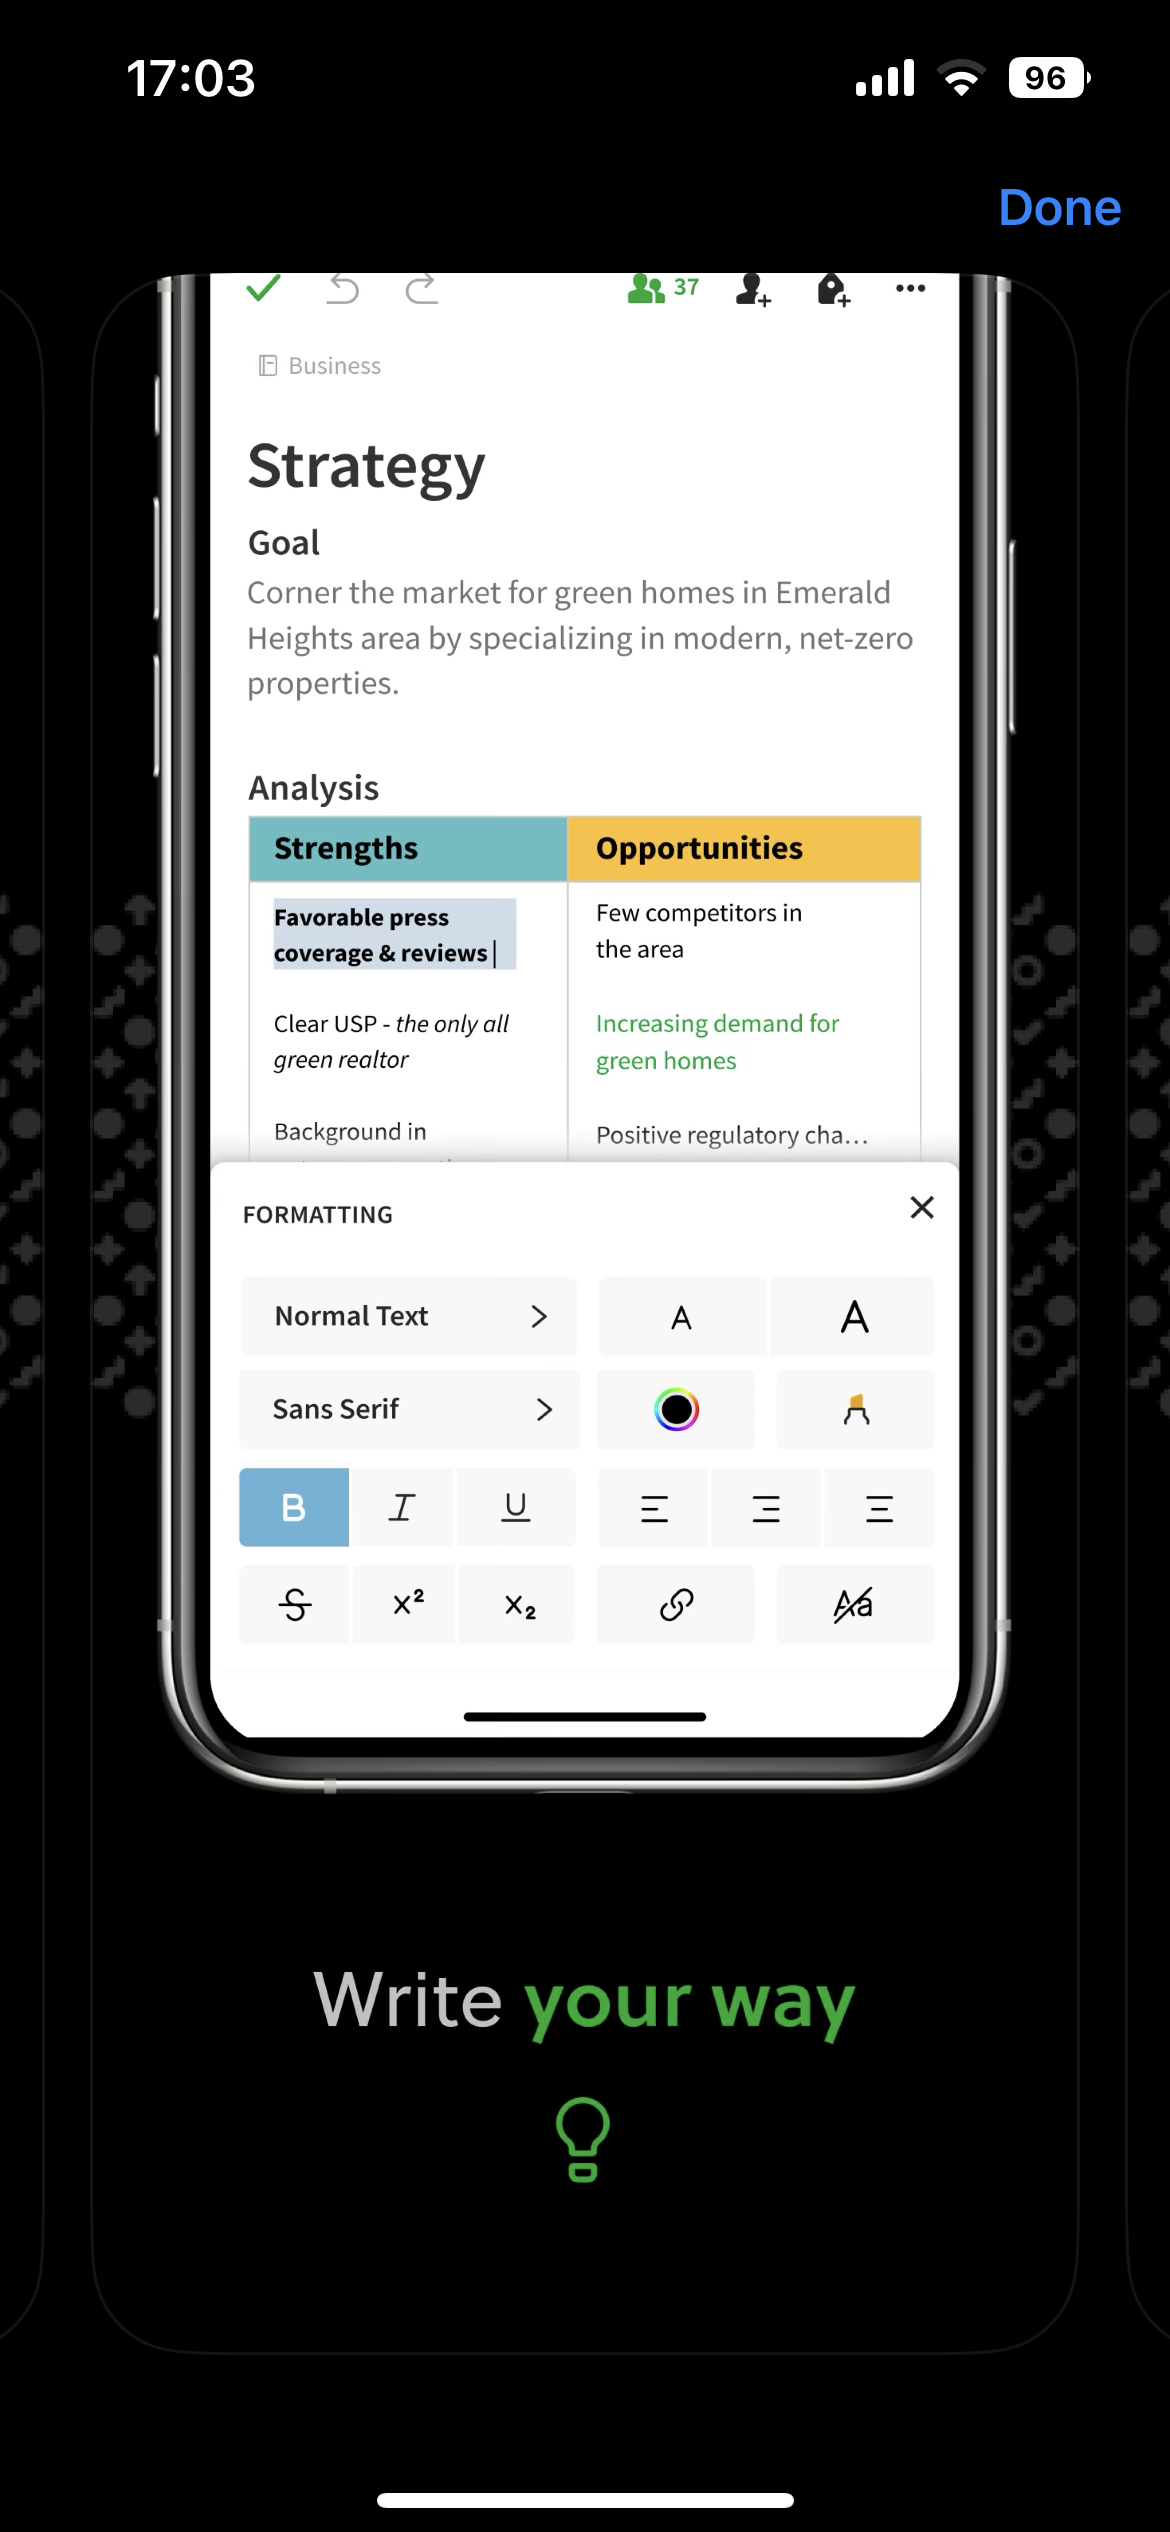 17:03
96
Done
37
Business
Strategy
Goal
Corner the market for green homes in Emerald
Heights area by specializing in modern, net-zero
properties.
Analysis
Strengths
Opportunities
Favorable press
coverage & reviews
Few competitors in
the area
Clear USP - the only all
green realtor
Increasing demand for
green homes
Background in
Positive regulatory cha...
FORMATTING
Normal Text
A
A
Sans Serif
B
I
U
S
x²
x₂
Aa
Write your way